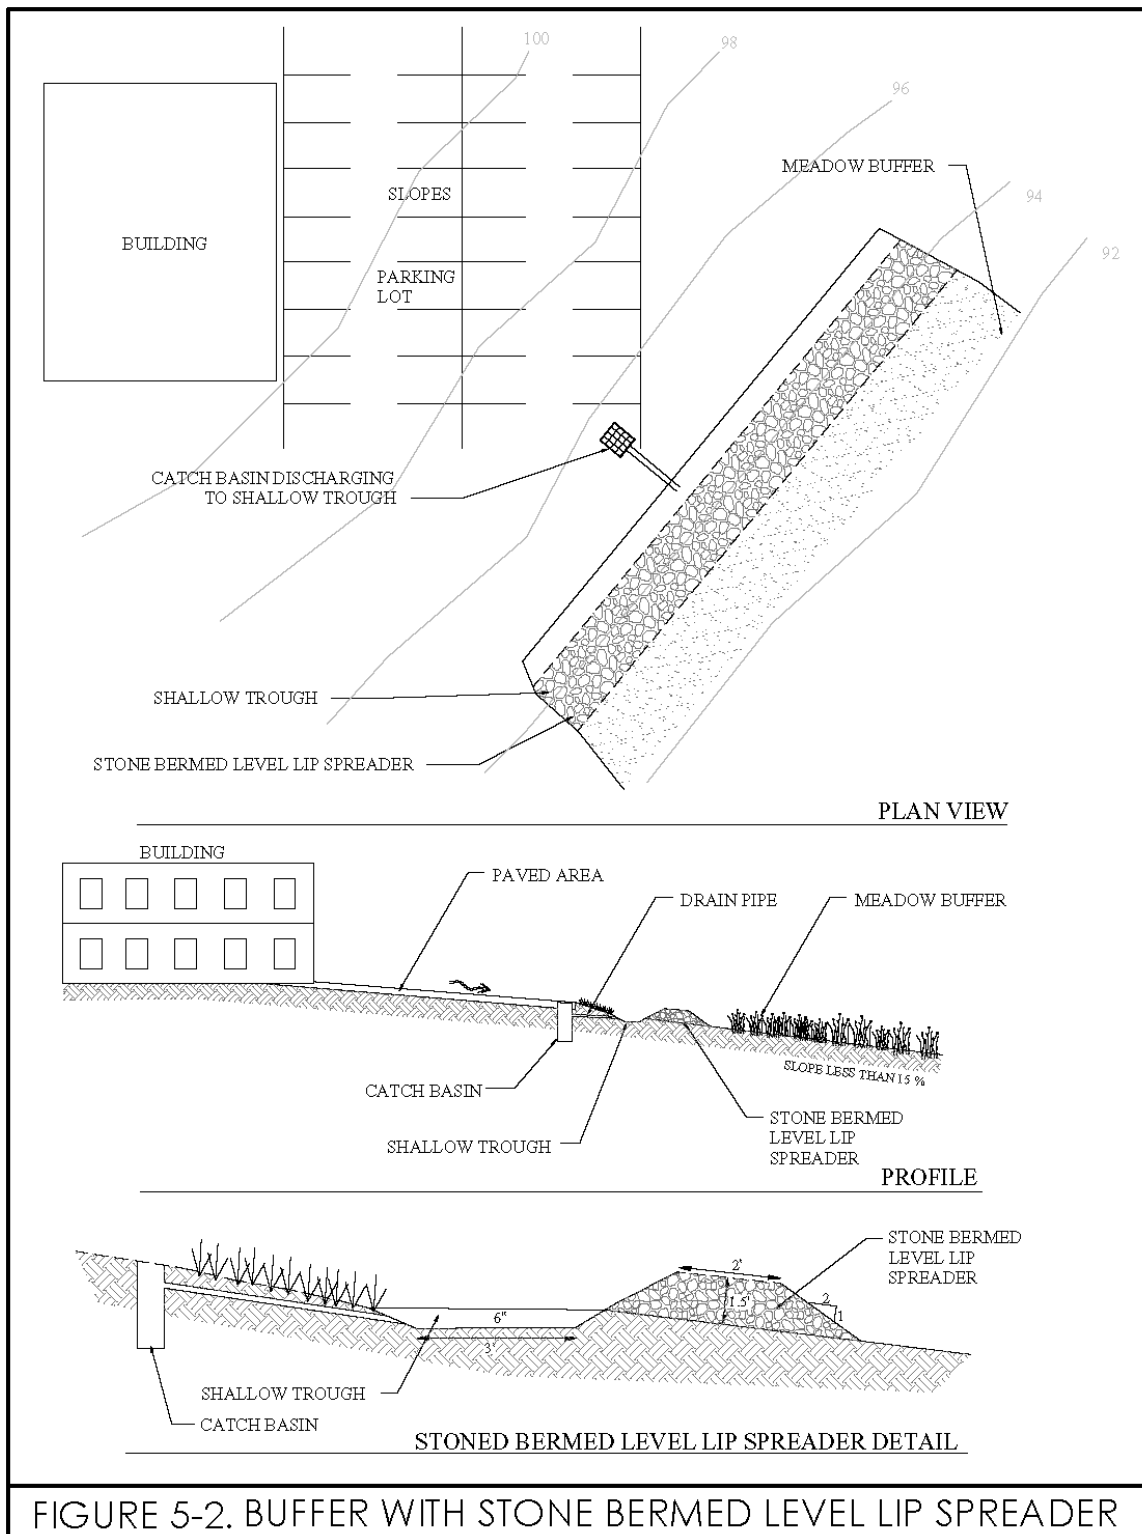 100
98
96
94
92
MEADOW BUFFER
SLOPES
BUILDING
PARKING
LOT
CATCH BASIN DISCHARGING
TO SHALLOW TROUGH
SHALLOW TROUGH
STONE BERMED LEVEL LIP SPREADER
PLAN VIEW
BUILDING
PAVED AREA
DRAIN PIPE
MEADOW BUFFER
SLOPE LESS THAN 15 %
CATCH BASIN
SHALLOW TROUGH
STONE BERMED
LEVEL LIP
SPREADER
PROFILE
STONE BERMED
LEVEL LIP
SPREADER
2'
1.5'
2
1
6"
3'
SHALLOW TROUGH
CATCH BASIN
STONED BERMED LEVEL LIP SPREADER DETAIL
FIGURE 5-2. BUFFER WITH STONE BERMED LEVEL LIP SPREADER